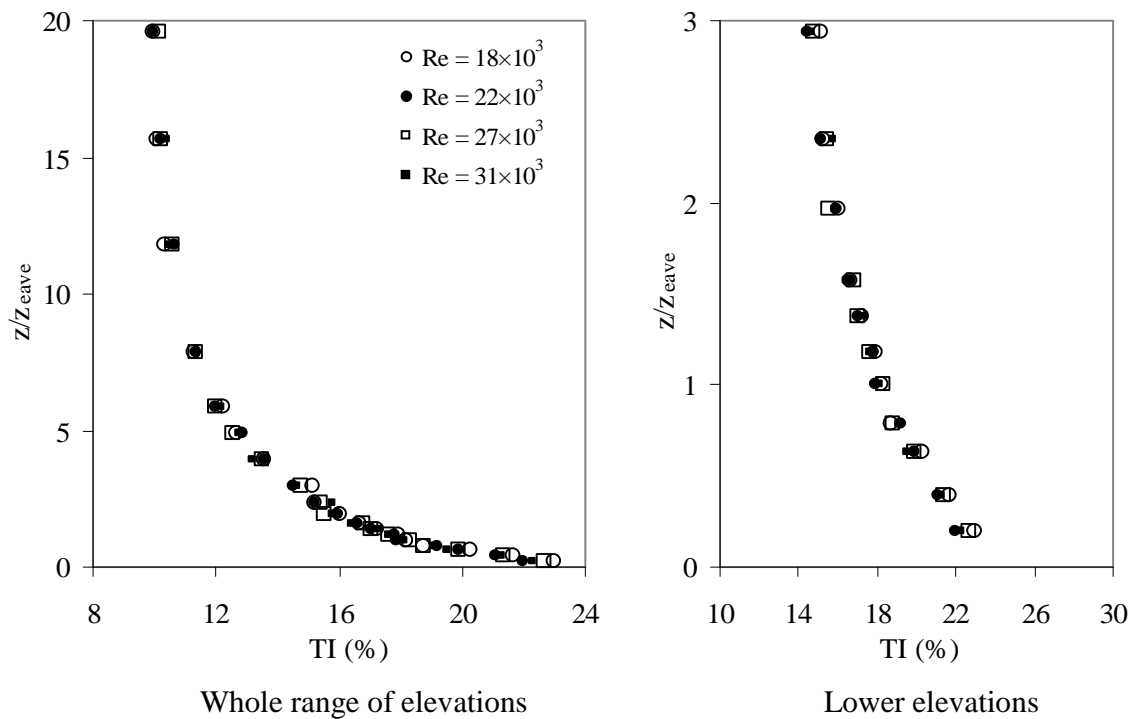 20
15
10
5
0
z/z_eave
8 12 16 20 24
TI (%)
Re = 18×10³
Re = 22×10³
Re = 27×10³
Re = 31×10³
Whole range of elevations
3
2
1
0
z/z_eave
10 14 18 22 26 30
TI (%)
Lower elevations